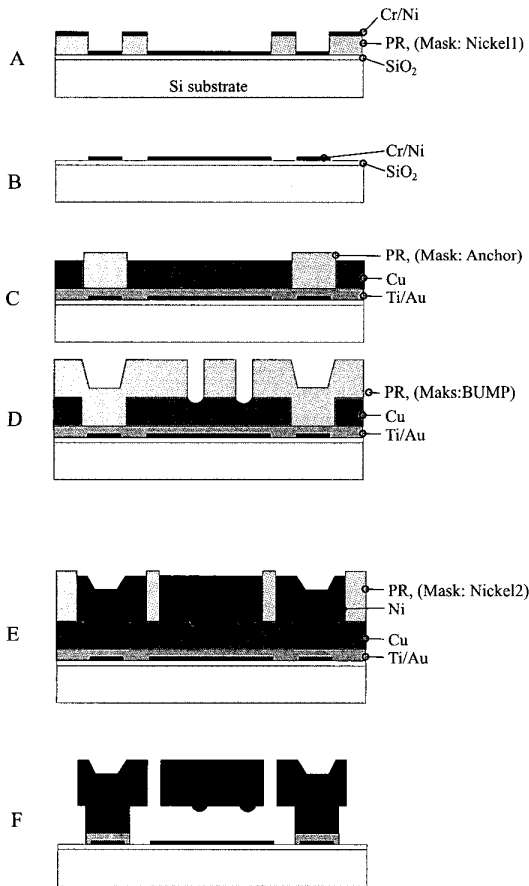 Cr/Ni
PR, (Mask: Nickel1)
A
SiO₂
Si substrate
Cr/Ni
B
SiO₂
PR, (Mask: Anchor)
Cu
C
Ti/Au
PR, (Maks:BUMP)
D
Cu
Ti/Au
PR, (Mask: Nickel2)
Ni
E
Cu
Ti/Au
F